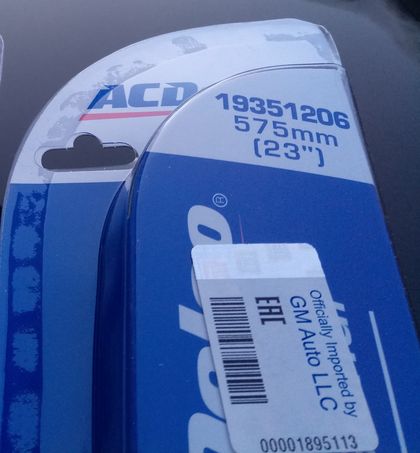 ACD
19351206
575mm
(23")
®
Officially Imported by
GM Auto LLC
EAC
00001895113